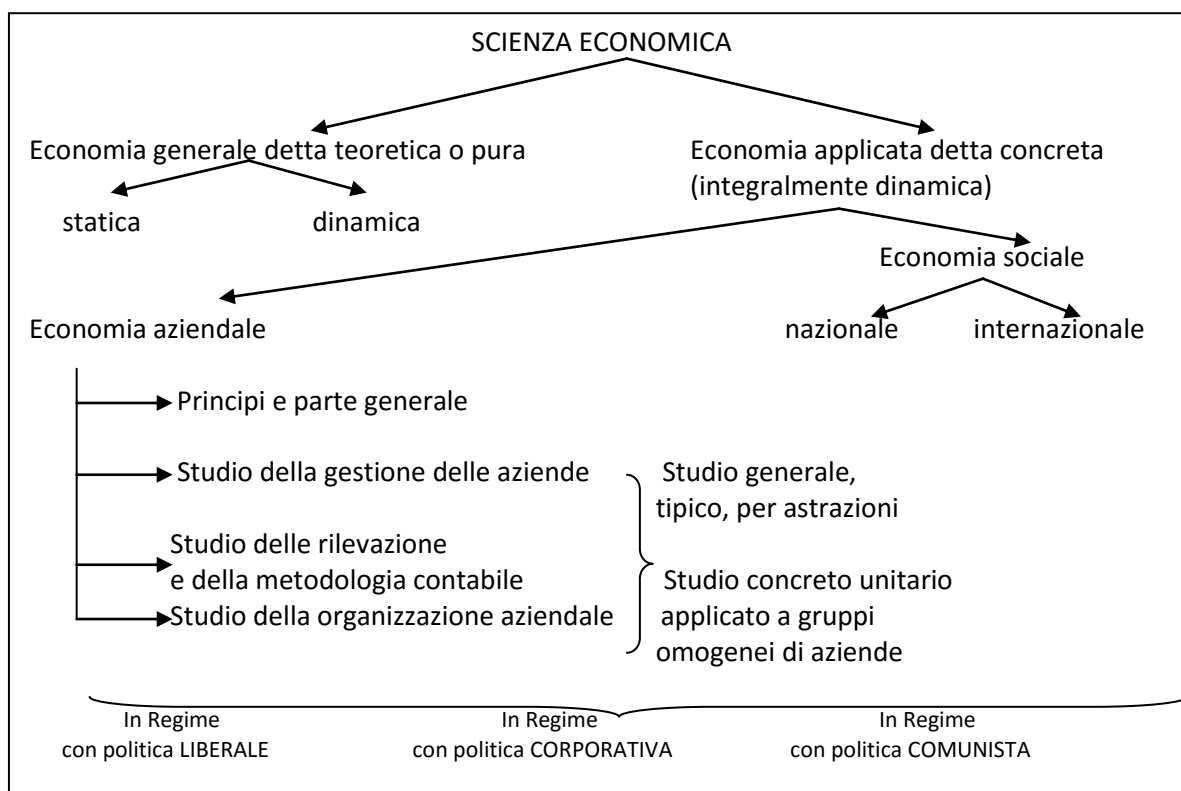 SCIENZA ECONOMICA
Economia generale detta teoretica o pura
Economia applicata detta concreta
(integralmente dinamica)
statica
dinamica
Economia sociale
Economia aziendale
nazionale
internazionale
Principi e parte generale
Studio della gestione delle aziende
Studio generale,
tipico, per astrazioni
Studio delle rilevazione
e della metodologia contabile
Studio della organizzazione aziendale
Studio concreto unitario
applicato a gruppi
omogenei di aziende
In Regime
con politica LIBERALE
In Regime
con politica CORPORATIVA
In Regime
con politica COMUNISTA